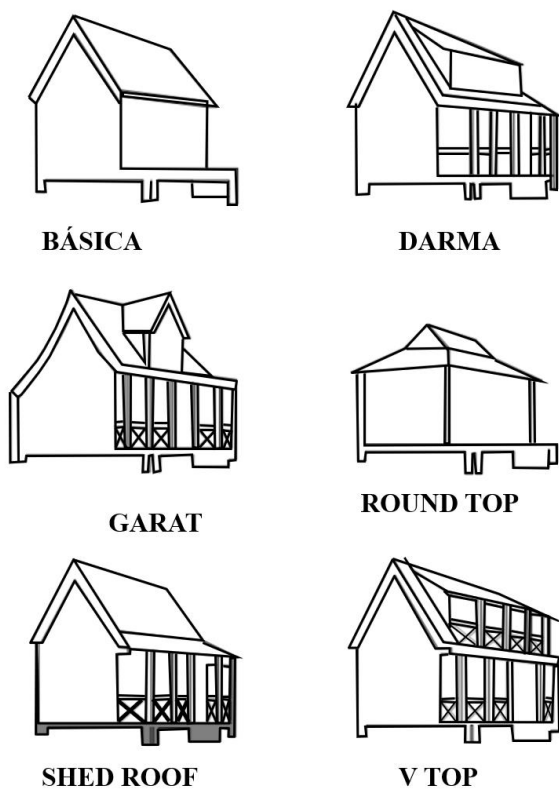 BÁSICA
DARMA
GARAT
ROUND TOP
SHED ROOF
V TOP